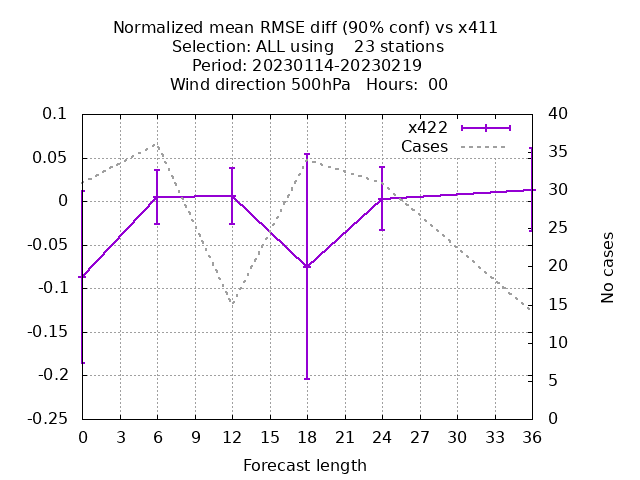 Normalized mean RMSE diff (90% conf) vs x411
Selection: ALL using    23 stations
Period: 20230114-20230219
Wind direction 500hPa   Hours:  00
x422
Cases
0.1
0.05
0
-0.05
-0.1
-0.15
-0.2
-0.25
40
35
30
25
20
15
10
5
0
No cases
0 3 6 9 12 15 18 21 24 27 30 33 36
Forecast length